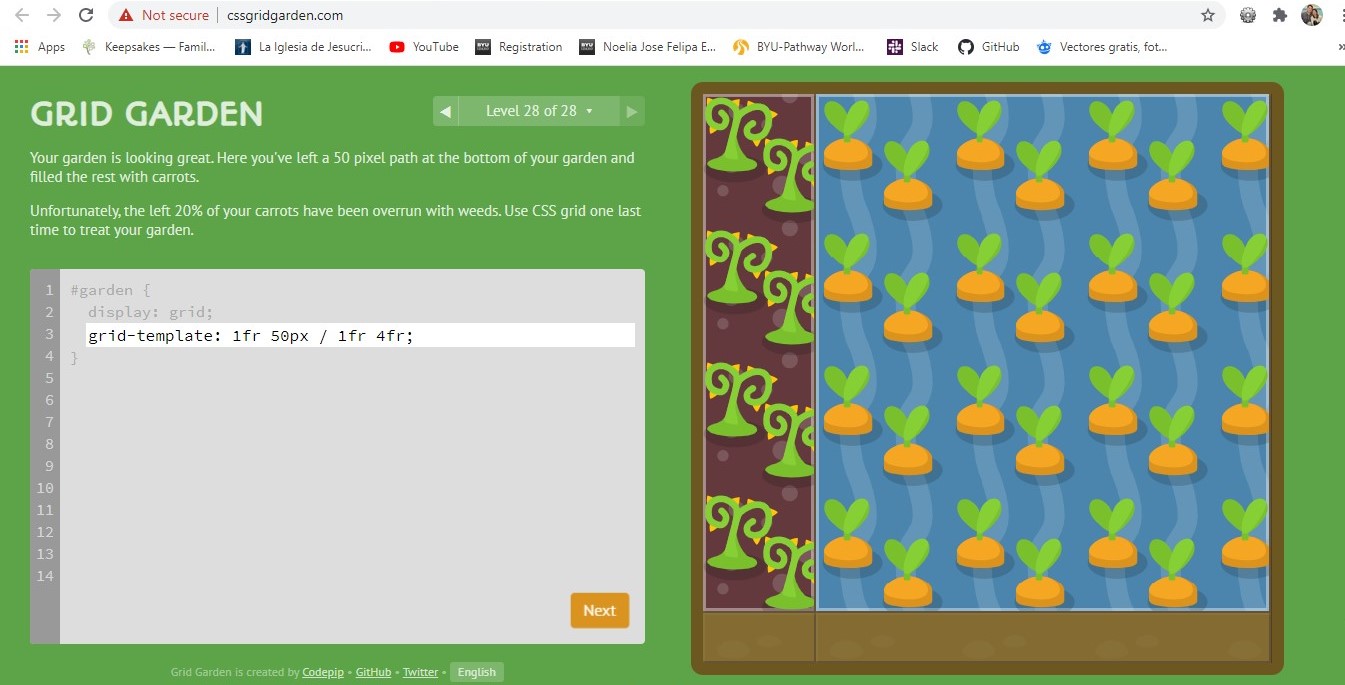 Not secure | cssgridgarden.com
Apps Keepsakes — Famil... La Iglesia de Jesucri... YouTube Registration Noelia Jose Felipa E... BYU-Pathway Worl... Slack GitHub Vectores gratis, fot... »
GRID GARDEN
◀ Level 28 of 28 ▾ ▶
Your garden is looking great. Here you've left a 50 pixel path at the bottom of your garden and
filled the rest with carrots.
Unfortunately, the left 20% of your carrots have been overrun with weeds. Use CSS grid one last
time to treat your garden.
1 #garden {
2 display: grid;
3 grid-template: 1fr 50px / 1fr 4fr;
4 }
5
6
7
8
9
10
11
12
13
14
Next
Grid Garden is created by Codepip • GitHub • Twitter • English